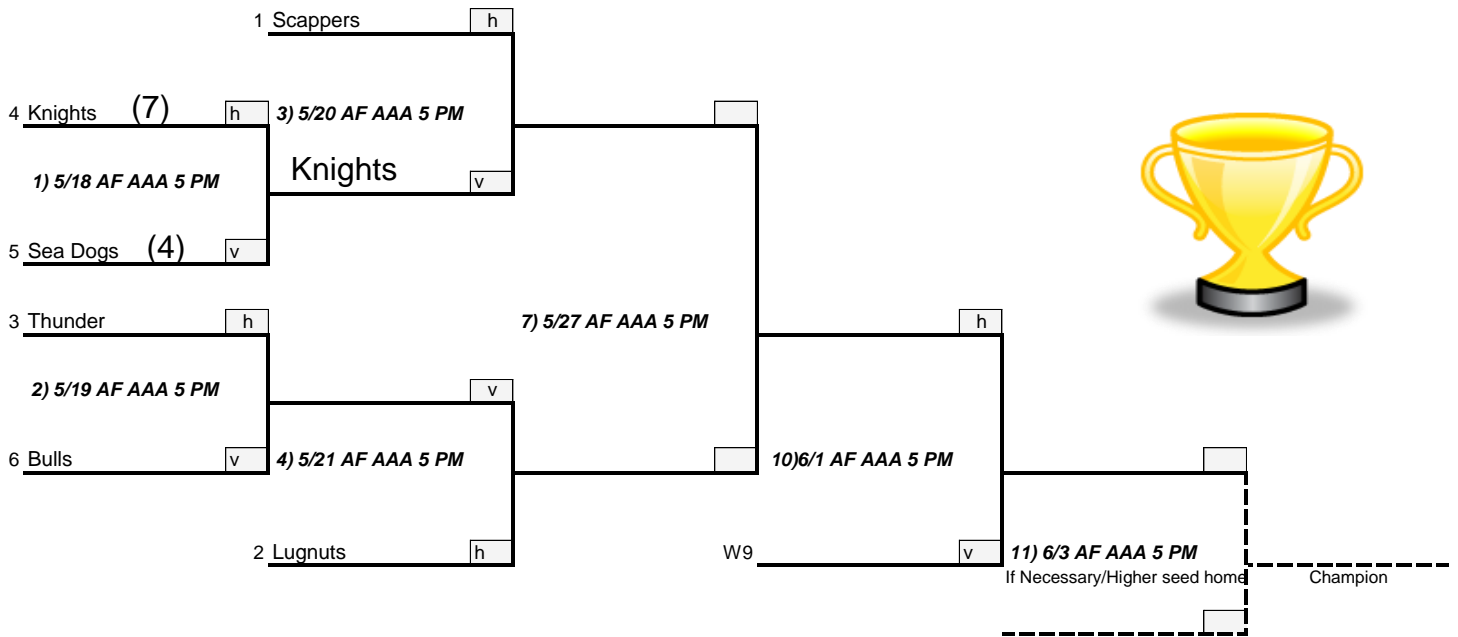 1 Scappers h
4 Knights (7) h 3) 5/20 AF AAA 5 PM
1) 5/18 AF AAA 5 PM Knights v
5 Sea Dogs (4) v
3 Thunder h 7) 5/27 AF AAA 5 PM h
2) 5/19 AF AAA 5 PM v
6 Bulls v 4) 5/21 AF AAA 5 PM 10)6/1 AF AAA 5 PM
2 Lugnuts h W9 v 11) 6/3 AF AAA 5 PM
If Necessary/Higher seed home Champion